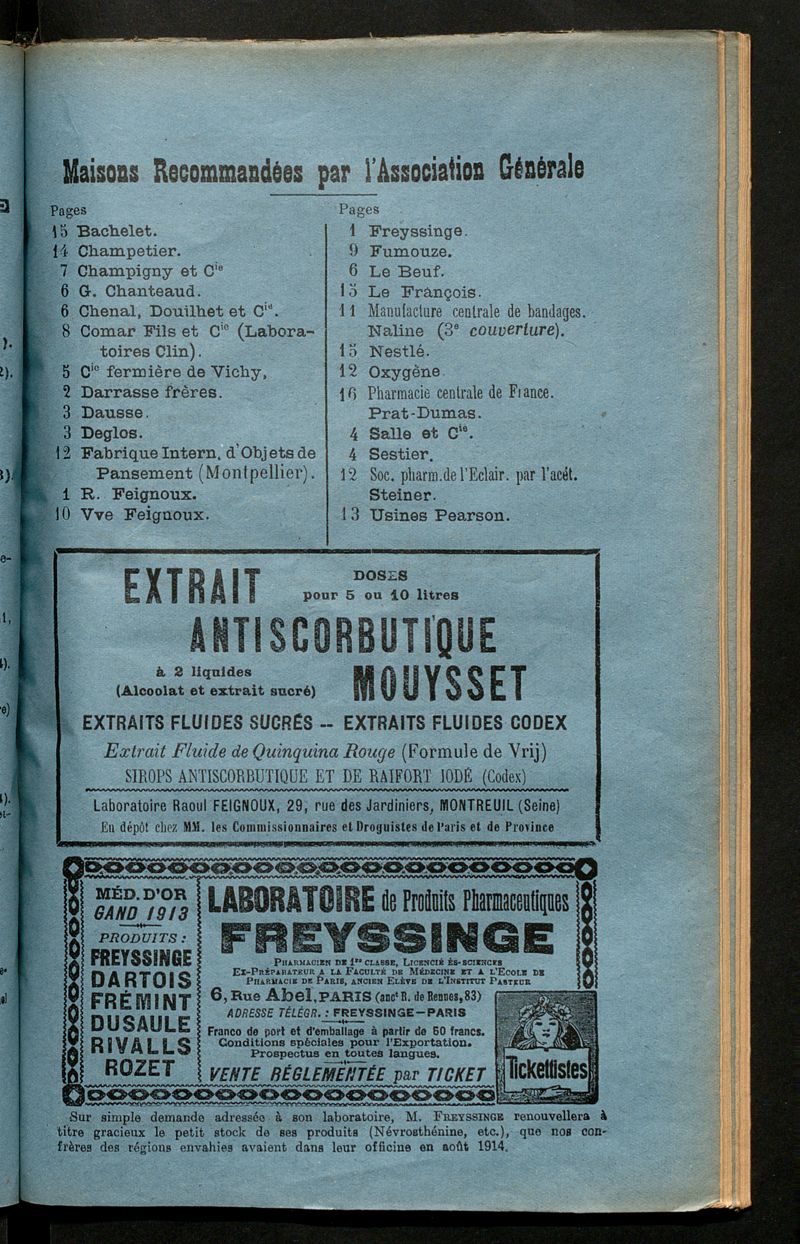 Maisons Recommandées par l'Association Générale
Pages
15 Bachelet.
14 Champetier.
7 Champigny et Cie
6 G. Chanteaud.
6 Chenal, Douilhet et Cie.
8 Comar Fils et Cie (Labora-
toires Clin).
5 Cie fermière de Vichy,
2 Darrasse frères.
3 Dausse.
3 Deglos.
12 Fabrique Intern. d'Objets de
Pansement (Montpellier).
1 R. Feignoux.
10 Vve Feignoux.
Pages
1 Freyssinge.
9 Fumouze.
6 Le Beuf.
15 Le François.
11 Manufacture centrale de bandages.
Naline (3e couverture).
15 Nestlé.
12 Oxygène
16 Pharmacie centrale de France.
Prat-Dumas.
4 Salle et Cie.
4 Sestier.
12 Soc. pharm. de l'Eclair. par l'acét.
Steiner.
13 Usines Pearson.
EXTRAIT
DOSES
pour 5 ou 10 litres
ANTISCORBUTIQUE
à 2 liquides
(Alcoolat et extrait sucré)
MOUYSSET
EXTRAITS FLUIDES SUCRÉS -- EXTRAITS FLUIDES CODEX
Extrait Fluide de Quinquina Rouge (Formule de Vrij)
SIROPS ANTISCORBUTIQUE ET DE RAIFORT IODÉ (Codex)
Laboratoire Raoul FEIGNOUX, 29, rue des Jardiniers, MONTREUIL (Seine)
En dépôt chez MM. les Commissionnaires et Droguistes de Paris et de Province
MÉD. D'OR
GAND 1913
PRODUITS :
FREYSSINGE
DARTOIS
FRÉMINT
DUSAULE
RIVALLS
ROZET
LABORATOIRE de Produits Pharmaceutiques
FREYSSINGE
PHARMACIEN DE 1re CLASSE, LICENCIÉ ÈS-SCIENCES
EX-PRÉPARATEUR A LA FACULTÉ DE MÉDECINE ET A L'ECOLE DE
PHARMACIE DE PARIS, ANCIEN ELÈVE DE L'INSTITUT PASTEUR
6, Rue Abel, PARIS (anct R. de Rennes, 83)
ADRESSE TÉLÉGR. : FREYSSINGE-PARIS
Franco de port et d'emballage à partir de 50 francs.
Conditions spéciales pour l'Exportation.
Prospectus en toutes langues.
VENTE RÉGLEMENTÉE par TICKET
Tickettistes
Sur simple demande adressée à son laboratoire, M. FREYSSINGE renouvellera à
titre gracieux le petit stock de ses produits (Névrosthénine, etc.), que nos con-
frères des régions envahies avaient dans leur officine en août 1914.